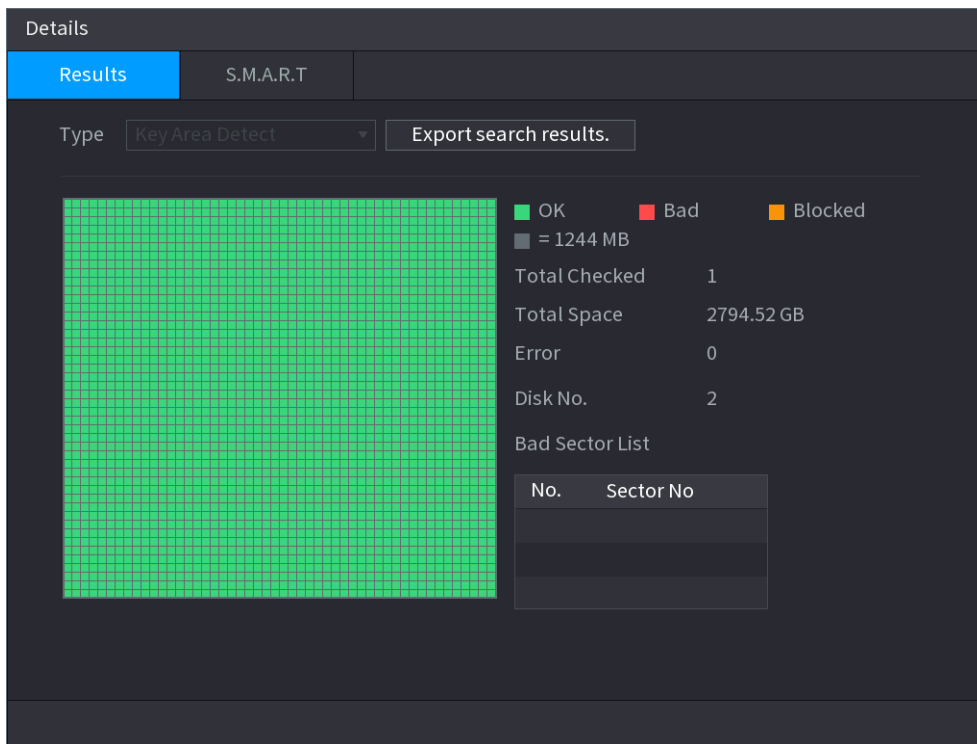 Details
Results S.M.A.R.T
Type Key Area Detect Export search results.
OK Bad Blocked
= 1244 MB
Total Checked 1
Total Space 2794.52 GB
Error 0
Disk No. 2
Bad Sector List
No. Sector No